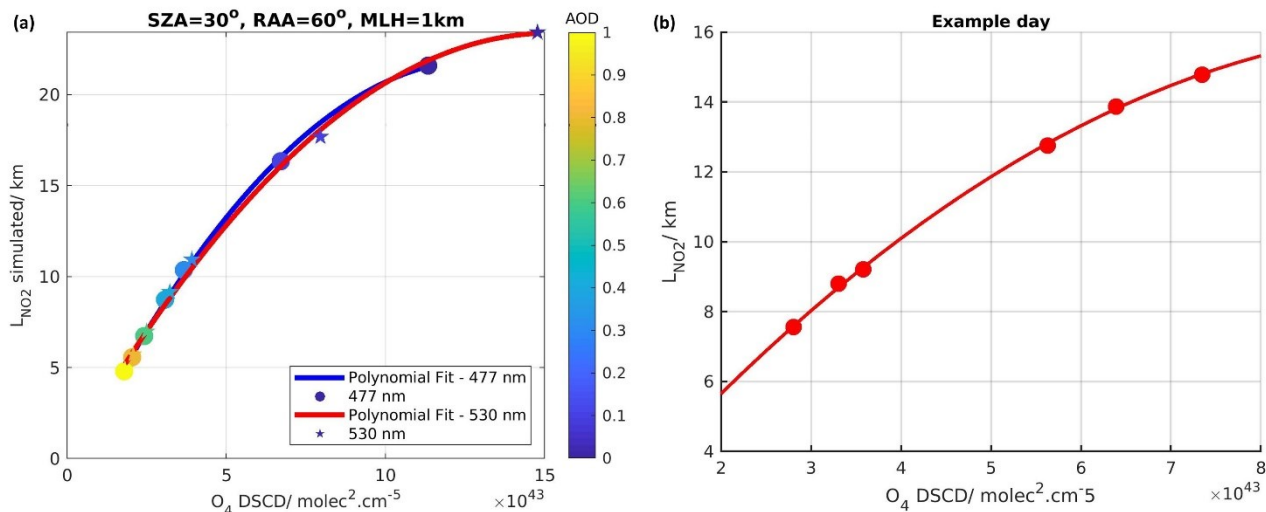 (a)
SZA=30°, RAA=60°, MLH=1km
AOD
L_NO2 simulated/ km
20
15
10
5
0
0
5
10
15
O_4 DSCD/ molec^2.cm^-5
×10^43
Polynomial Fit - 477 nm
477 nm
Polynomial Fit - 530 nm
530 nm
1
0.9
0.8
0.7
0.6
0.5
0.4
0.3
0.2
0.1
0
(b)
Example day
L_NO2/ km
16
14
12
10
8
6
4
2
3
4
5
6
7
8
O_4 DSCD/ molec^2.cm^-5
×10^43